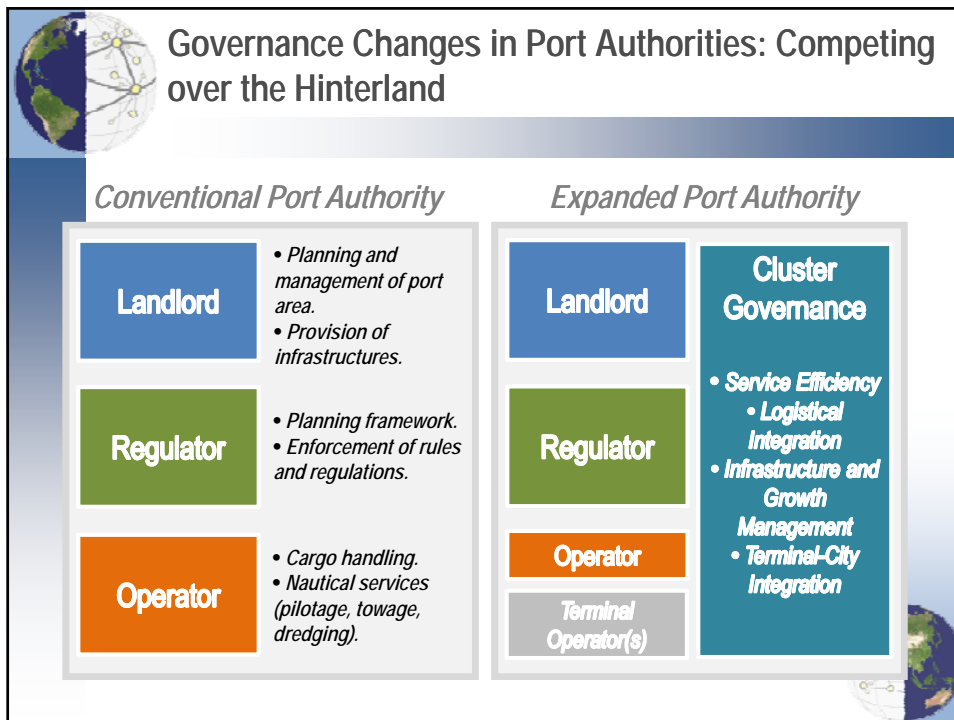 Governance Changes in Port Authorities: Competing
over the Hinterland
Conventional Port Authority
Landlord
• Planning and
management of port
area.
• Provision of
infrastructures.
Regulator
• Planning framework.
• Enforcement of rules
and regulations.
Operator
• Cargo handling.
• Nautical services
(pilotage, towage,
dredging).
Expanded Port Authority
Landlord
Regulator
Operator
Terminal
Operator(s)
Cluster
Governance
• Service Efficiency
• Logistical
Integration
• Infrastructure and
Growth
Management
• Terminal-City
Integration